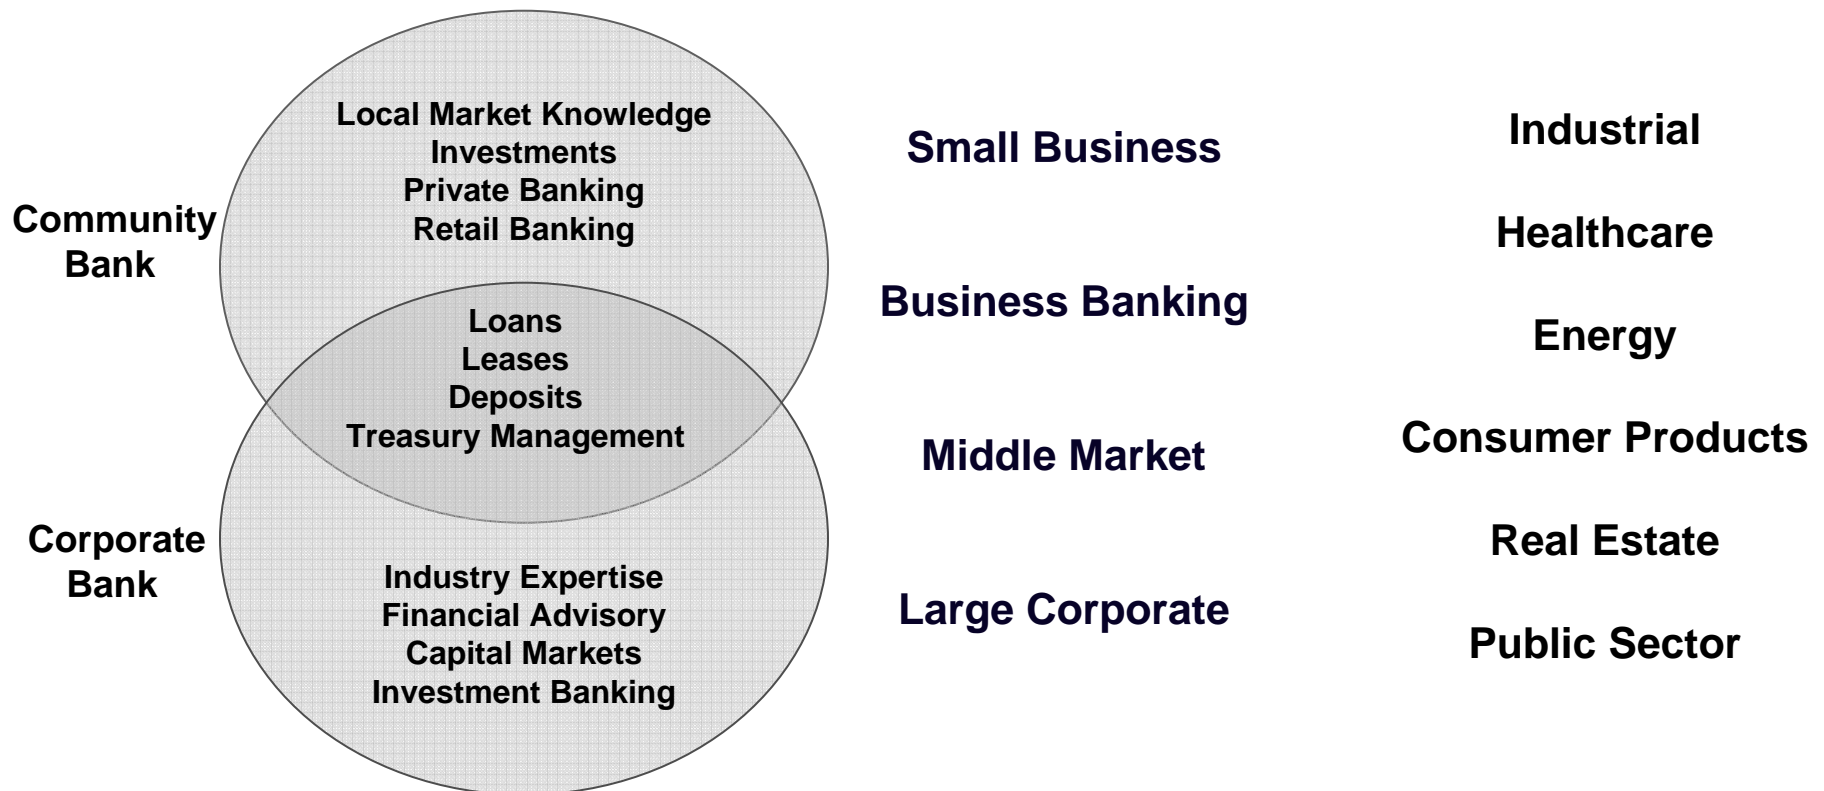 Community
Bank
Local Market Knowledge
Investments
Private Banking
Retail Banking
Loans
Leases
Deposits
Treasury Management
Corporate
Bank
Industry Expertise
Financial Advisory
Capital Markets
Investment Banking
Small Business
Business Banking
Middle Market
Large Corporate
Industrial
Healthcare
Energy
Consumer Products
Real Estate
Public Sector